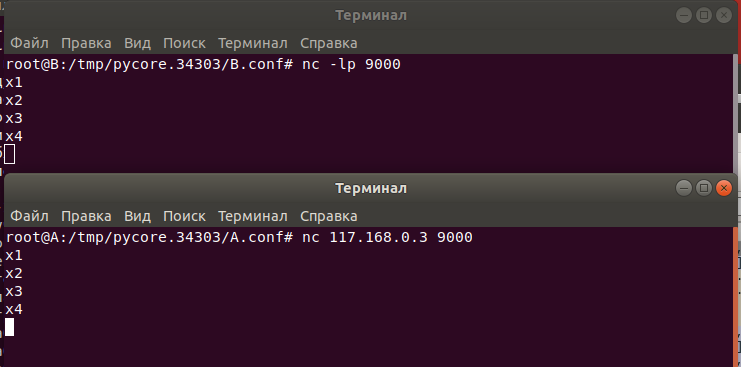 Терминал
Файл Правка Вид Поиск Терминал Справка
root@B:/tmp/pycore.34303/B.conf# nc -lp 9000
x1
x2
x3
x4
Терминал
Файл Правка Вид Поиск Терминал Справка
root@A:/tmp/pycore.34303/A.conf# nc 117.168.0.3 9000
x1
x2
x3
x4